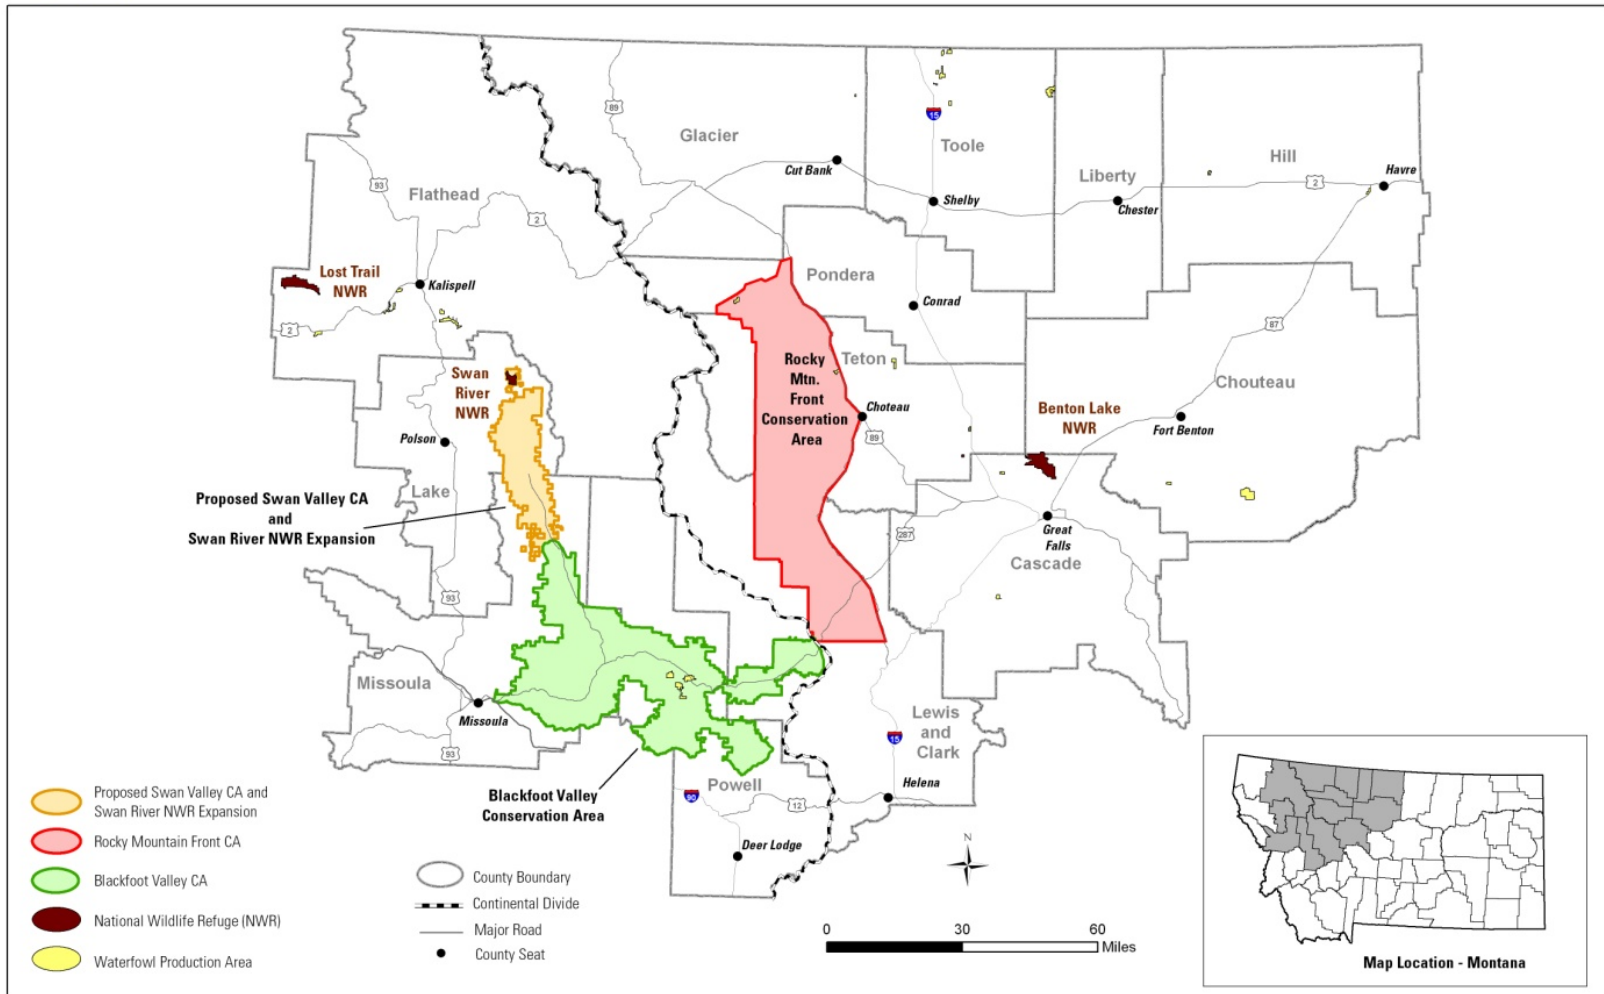 89
Glacier
15
Toole
Hill
Cut Bank
Liberty
2
Havre
93
Flathead
Shelby
Chester
2
Lost Trail
NWR
Kalispell
Pondera
Conrad
2
87
Swan
River
NWR
Rocky
Mtn.
Front
Conservation
Area
Teton
Chouteau
Choteau
Benton Lake
NWR
Fort Benton
Polson
89
Lake
Proposed Swan Valley CA
and
Swan River NWR Expansion
287
Great
Falls
Cascade
93
Missoula
Missoula
93
Lewis
and
Clark
15
Blackfoot Valley
Conservation Area
Powell
90
12
Helena
Deer Lodge
Proposed Swan Valley CA and
Swan River NWR Expansion
Rocky Mountain Front CA
Blackfoot Valley CA
National Wildlife Refuge (NWR)
Waterfowl Production Area
County Boundary
Continental Divide
Major Road
County Seat
N
0 30 60
Miles
Map Location - Montana